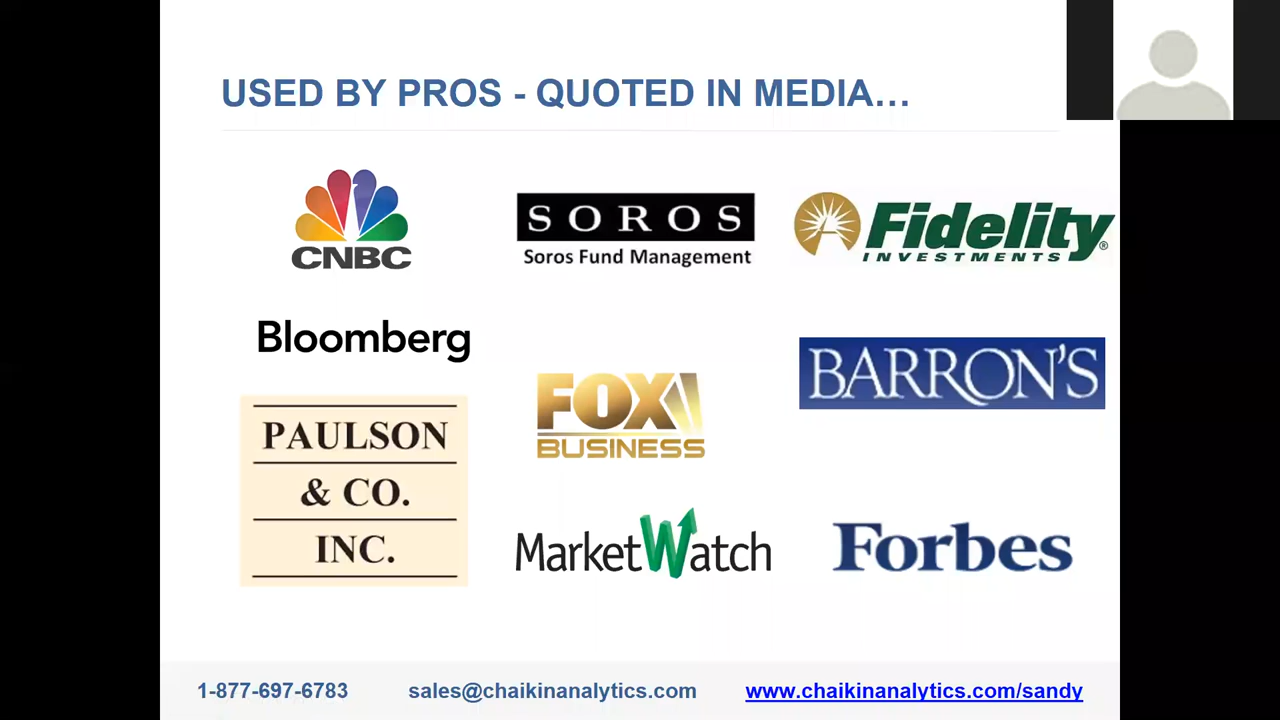 USED BY PROS - QUOTED IN MEDIA…
CNBC
SOROS
Soros Fund Management
Fidelity®
INVESTMENTS
Bloomberg
BARRON'S
FOX
BUSINESS
PAULSON
& CO.
INC.
MarketWatch
Forbes
1-877-697-6783 sales@chaikinanalytics.com www.chaikinanalytics.com/sandy